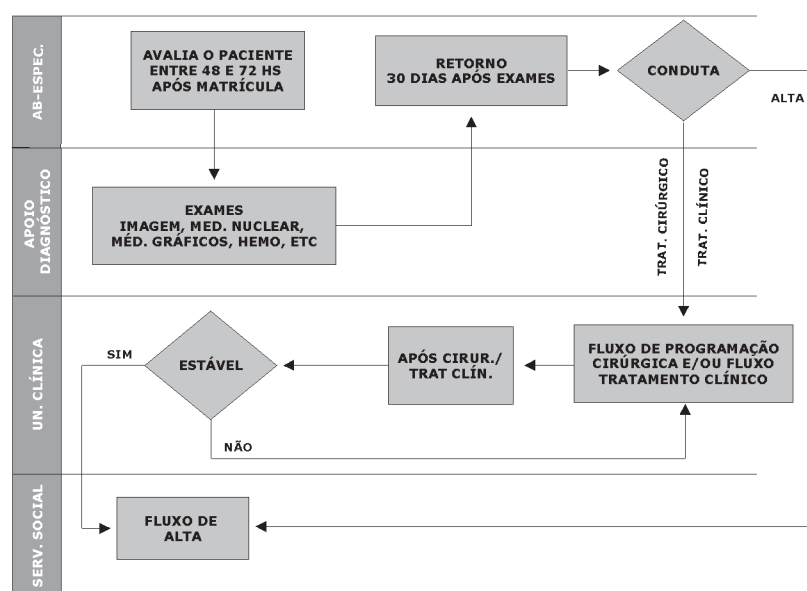 AB-ESPEC.
AVALIA O PACIENTE
ENTRE 48 E 72 HS
APÓS MATRÍCULA
RETORNO
30 DIAS APÓS EXAMES
CONDUTA
ALTA
APOIO
DIAGNÓSTICO
EXAMES
IMAGEM, MED. NUCLEAR,
MÉD. GRÁFICOS, HEMO, ETC
TRAT. CIRÚRGICO
TRAT. CLÍNICO
UN. CLÍNICA
SIM
ESTÁVEL
NÃO
APÓS CIRUR./
TRAT CLÍN.
FLUXO DE PROGRAMAÇÃO
CIRÚRGICA E/OU FLUXO
TRATAMENTO CLÍNICO
SERV. SOCIAL
FLUXO DE
ALTA